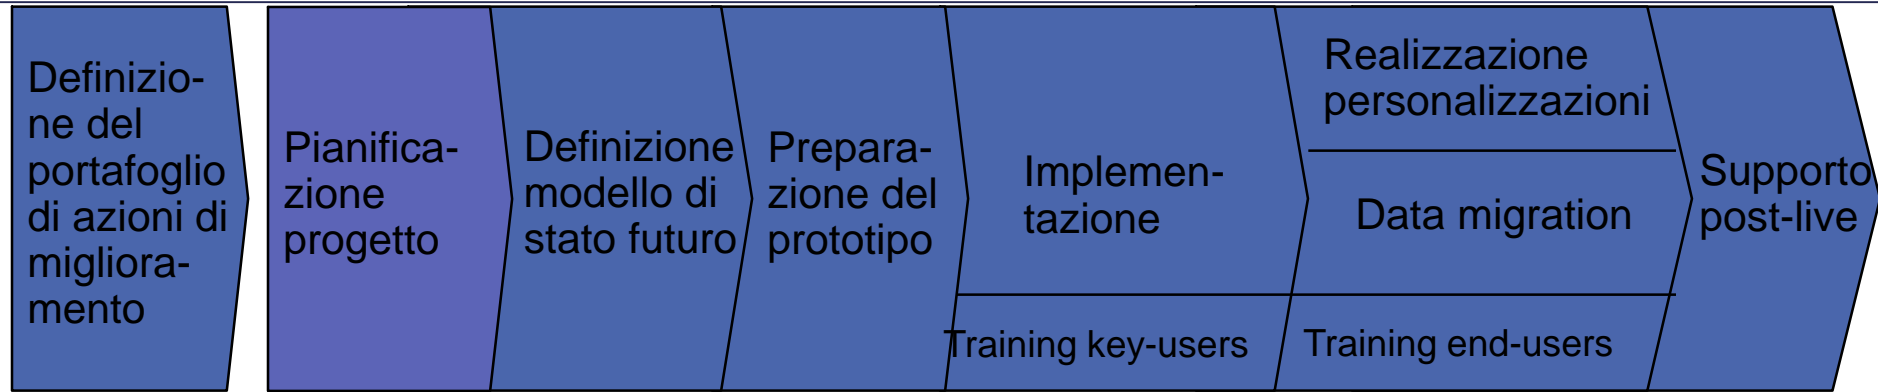 Definizio-
ne del
portafoglio
di azioni di
migliora-
mento
Pianifica-
zione
progetto
Definizione
modello di
stato futuro
Prepara-
zione del
prototipo
Implemen-
tazione
Training key-users
Realizzazione
personalizzazioni
Data migration
Training end-users
Supporto
post-live